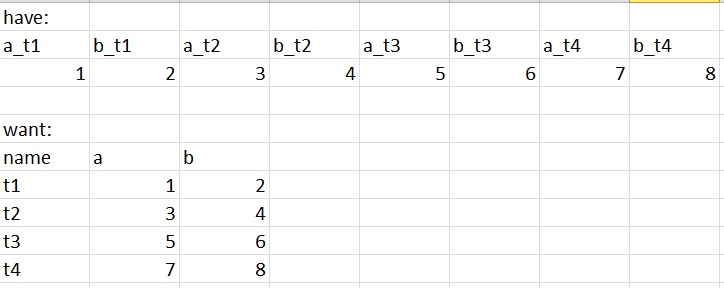 have:
a_t1 b_t1 a_t2 b_t2 a_t3 b_t3 a_t4 b_t4
1 2 3 4 5 6 7 8
want:
name a b
t1 1 2
t2 3 4
t3 5 6
t4 7 8